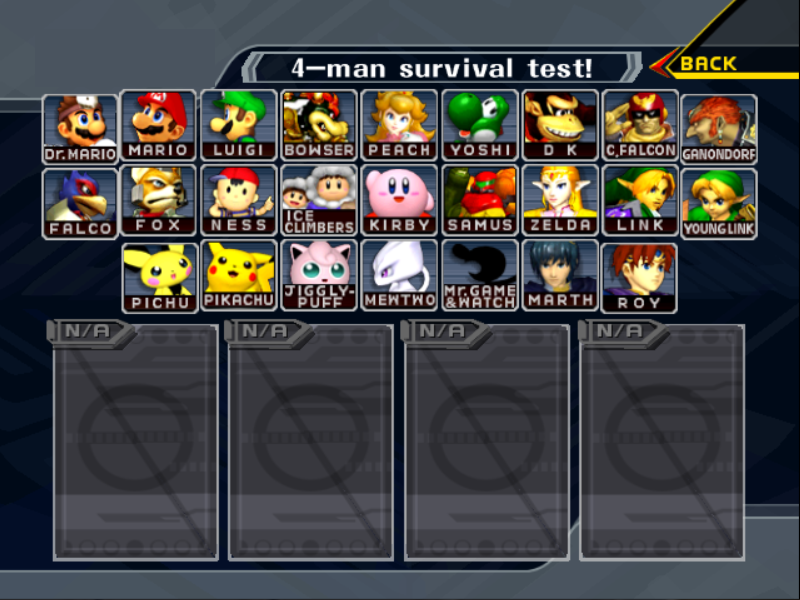 4-man survival test!
BACK
Dr.MARIO
MARIO
LUIGI
BOWSER
PEACH
YOSHI
D K
C,FALCON
GANONDORF
FALCO
FOX
NESS
ICE
CLIMBERS
KIRBY
SAMUS
ZELDA
LINK
YOUNG LINK
PICHU
PIKACHU
JIGGLY-
PUFF
MEWTWO
Mr.GAME
&WATCH
MARTH
ROY
N/A
N/A
N/A
N/A